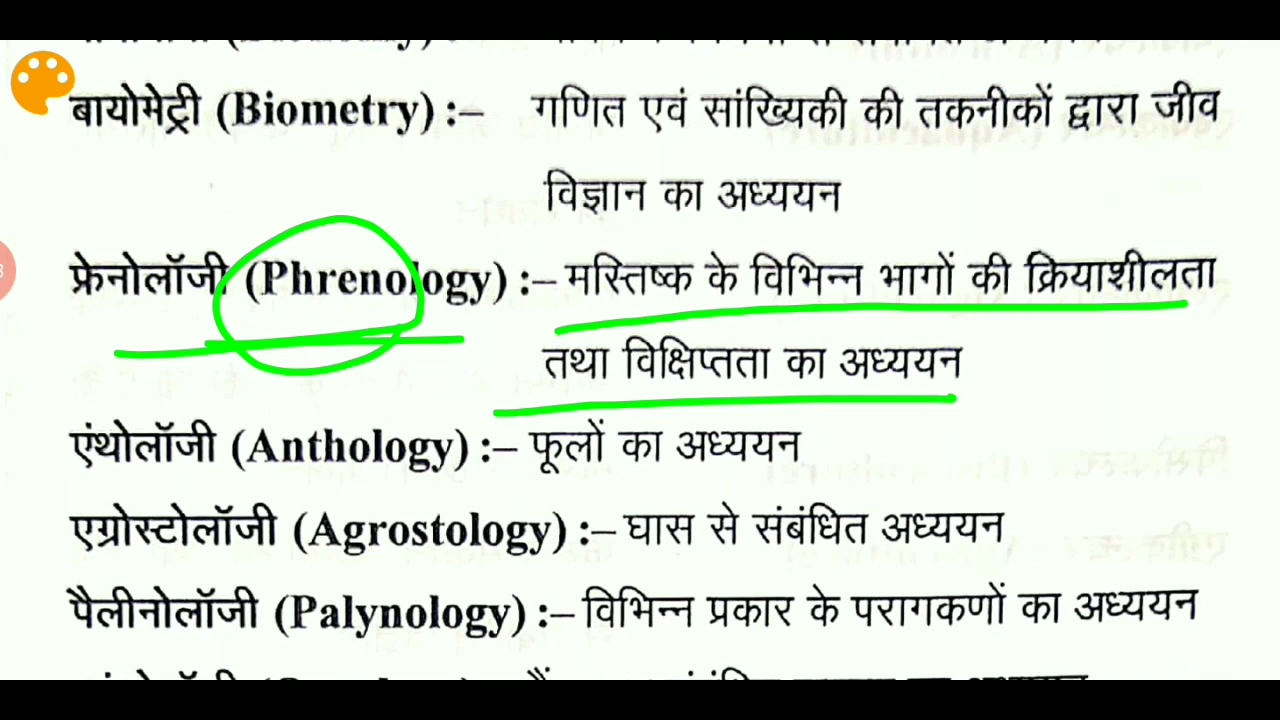 बायोमेट्री (Biometry) :– गणित एवं सांख्यिकी की तकनीकों द्वारा जीव
विज्ञान का अध्ययन
फ्रेनोलॉजी (Phrenology) :– मस्तिष्क के विभिन्न भागों की क्रियाशीलता
तथा विक्षिप्तता का अध्ययन
एंथोलॉजी (Anthology) :– फूलों का अध्ययन
एग्रोस्टोलॉजी (Agrostology) :– घास से संबंधित अध्ययन
पैलीनोलॉजी (Palynology) :– विभिन्न प्रकार के परागकणों का अध्ययन